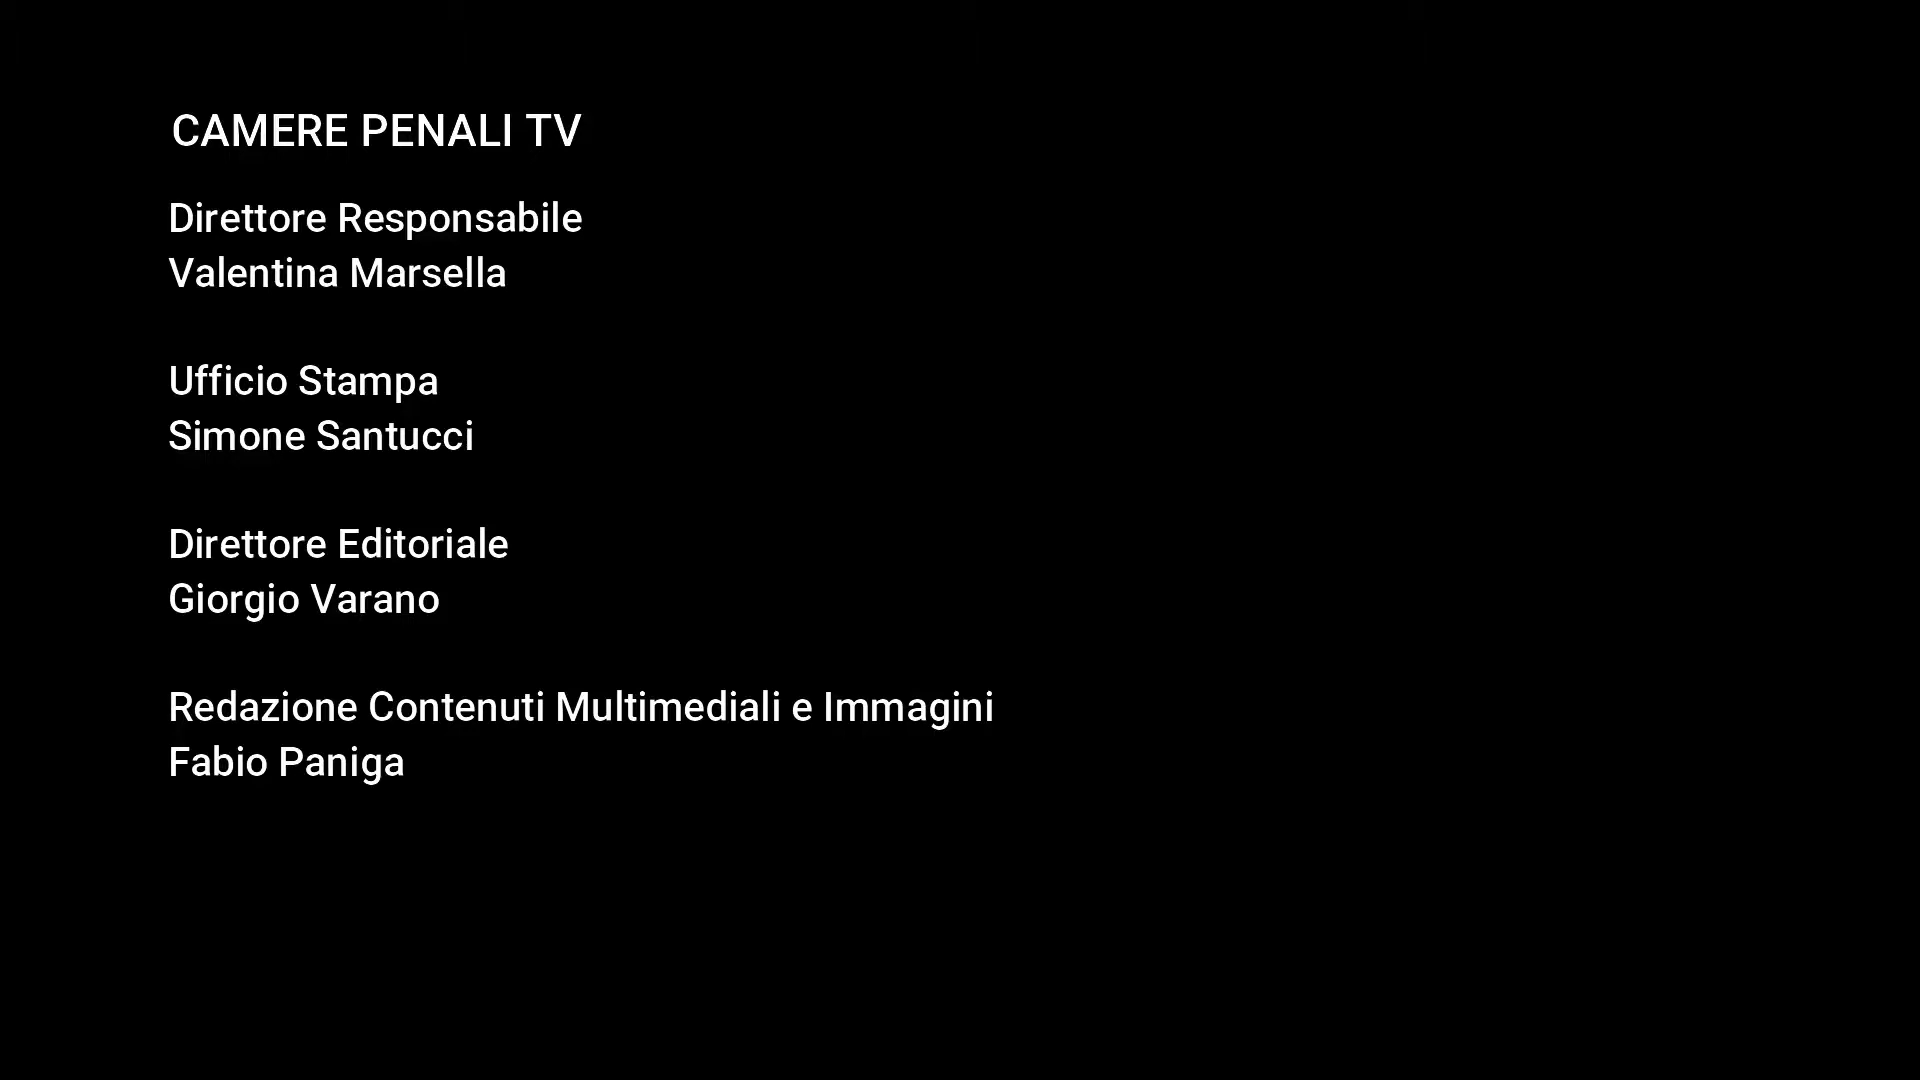 CAMERE PENALI TV
Direttore Responsabile
Valentina Marsella
Ufficio Stampa
Simone Santucci
Direttore Editoriale
Giorgio Varano
Redazione Contenuti Multimediali e Immagini
Fabio Paniga